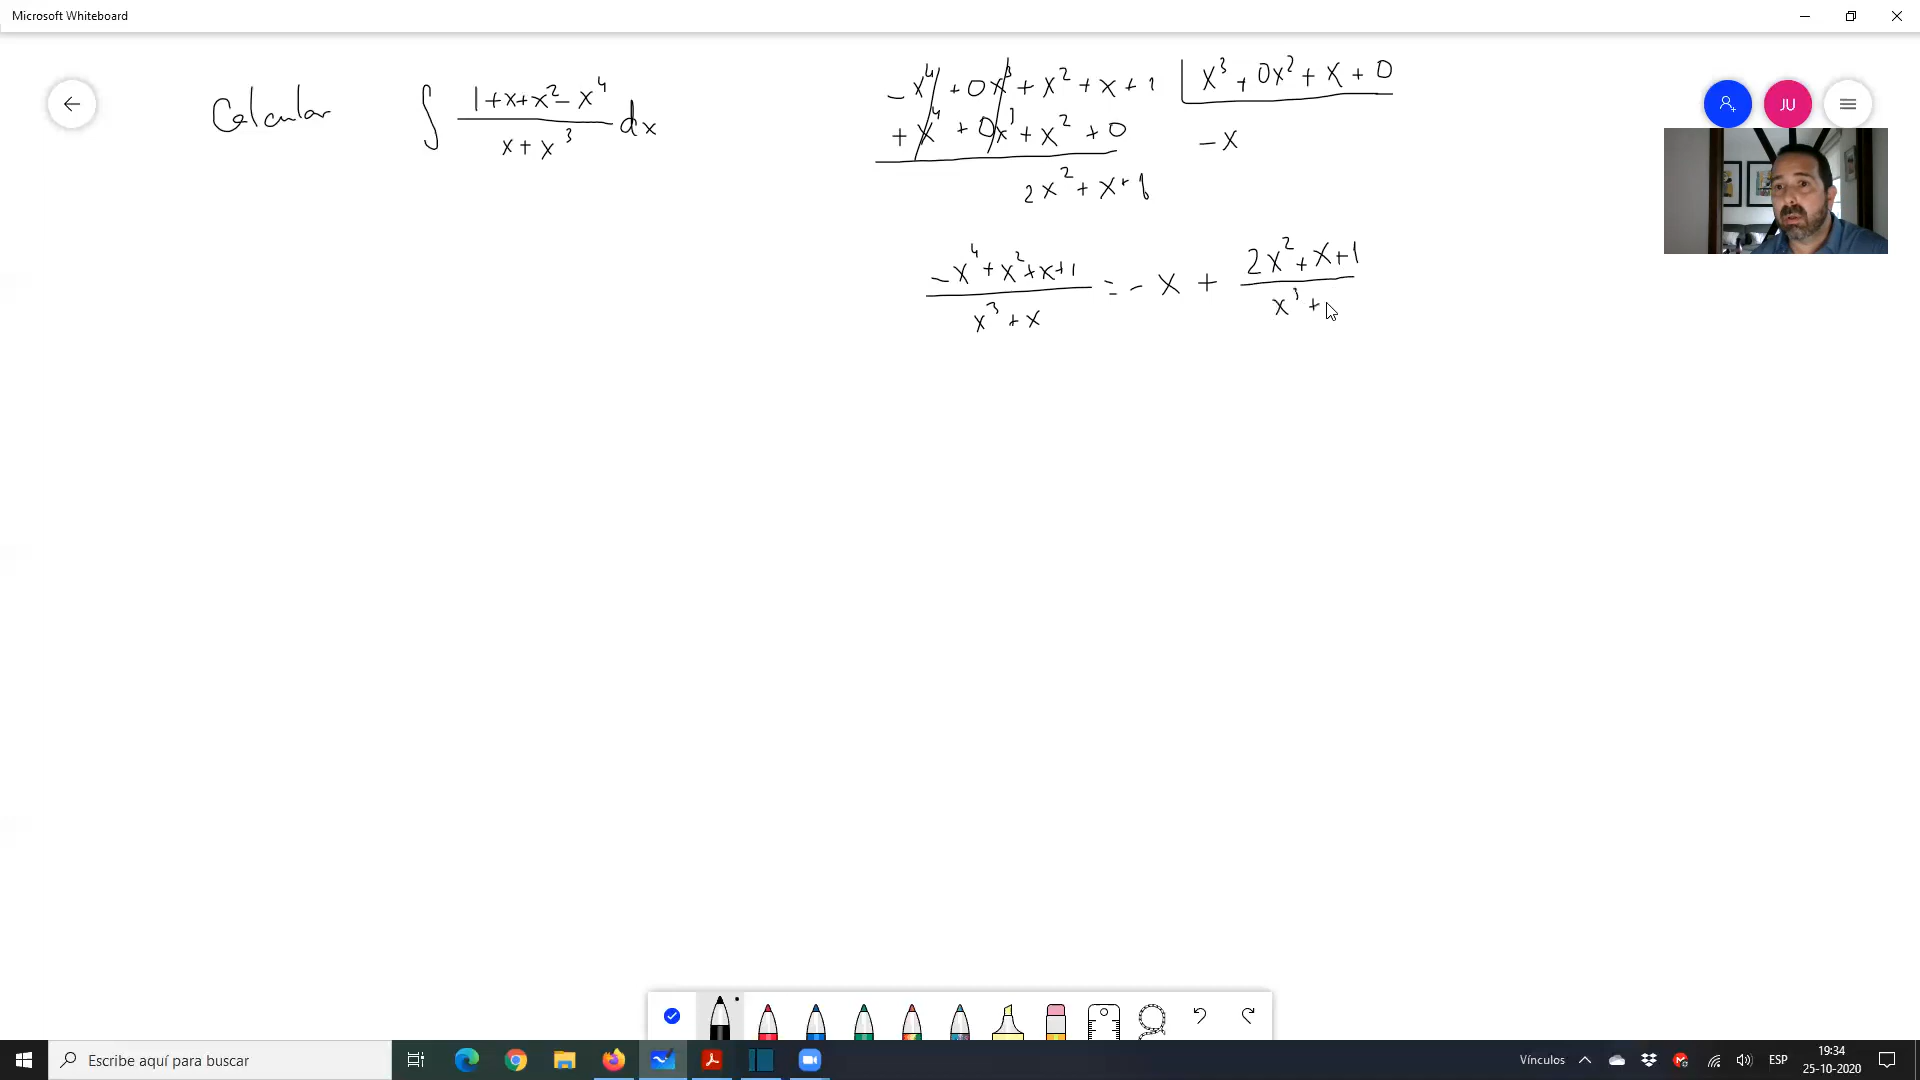 Microsoft Whiteboard
Calcular ∫ (1+x+x²-x⁴)/(x+x³) dx
-x⁴+0x³+x²+x+1 | x³+0x²+x+0
+x⁴+0x³+x²+0 -x
2x²+x+1
(-x⁴+x²+x+1)/(x³+x) = -x + (2x²+x+1)/(x³+
JU
Escribe aquí para buscar
Vínculos
ESP
19:34
25-10-2020